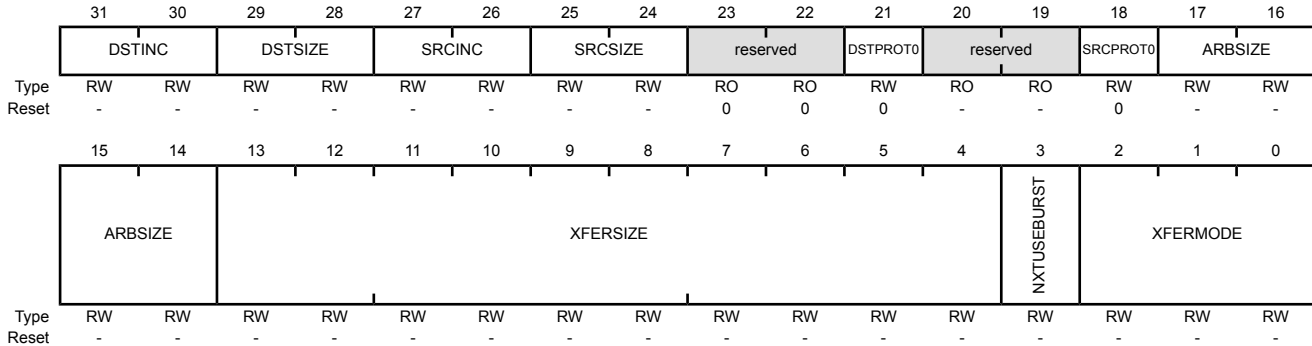 31 30 29 28 27 26 25 24 23 22 21 20 19 18 17 16
DSTINC DSTSIZE SRCINC SRCSIZE reserved DSTPROT0 reserved SRCPROT0 ARBSIZE
Type RW RW RW RW RW RW RW RW RO RO RW RO RO RW RW RW
Reset - - - - - - - - 0 0 0 - - 0 - -
15 14 13 12 11 10 9 8 7 6 5 4 3 2 1 0
ARBSIZE XFERSIZE NXTUSEBURST XFERMODE
Type RW RW RW RW RW RW RW RW RW RW RW RW RW RW RW RW
Reset - - - - - - - - - - - - - - - -